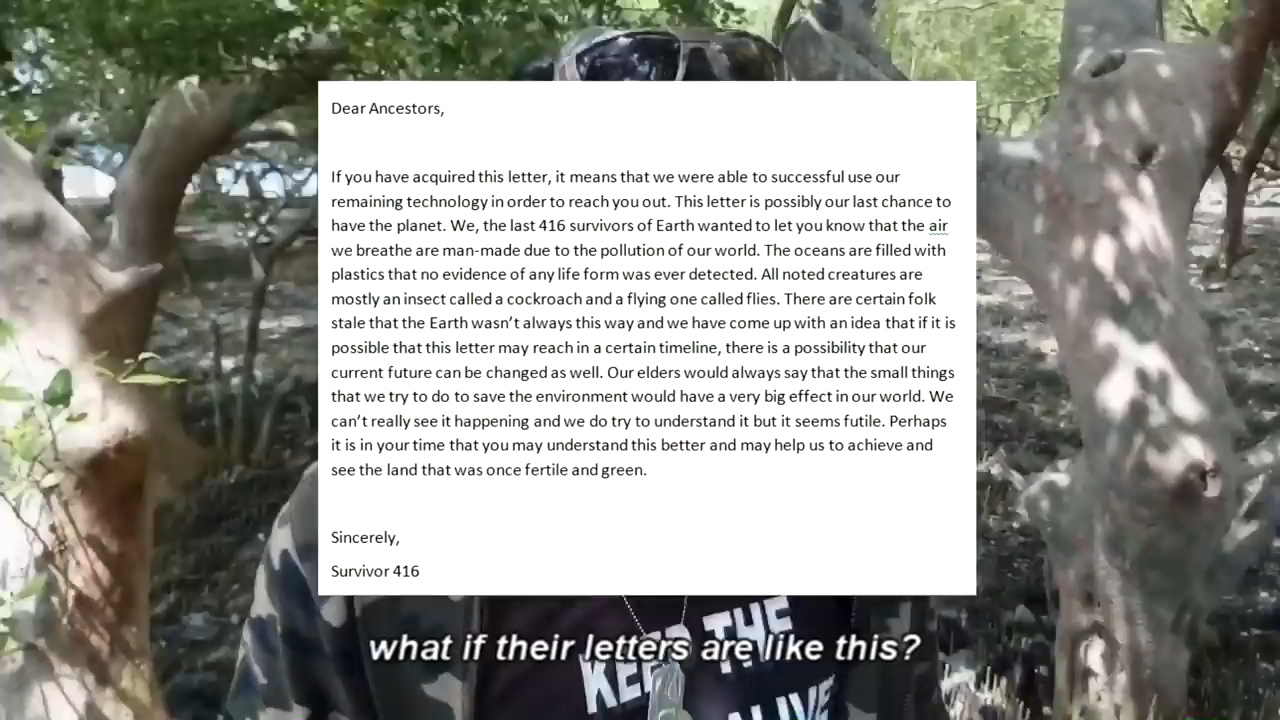 Dear Ancestors,
If you have acquired this letter, it means that we were able to successful use our
remaining technology in order to reach you out. This letter is possibly our last chance to
have the planet. We, the last 416 survivors of Earth wanted to let you know that the air
we breathe are man-made due to the pollution of our world. The oceans are filled with
plastics that no evidence of any life form was ever detected. All noted creatures are
mostly an insect called a cockroach and a flying one called flies. There are certain folk
stale that the Earth wasn't always this way and we have come up with an idea that if it is
possible that this letter may reach in a certain timeline, there is a possibility that our
current future can be changed as well. Our elders would always say that the small things
that we try to do to save the environment would have a very big effect in our world. We
can't really see it happening and we do try to understand it but it seems futile. Perhaps
it is in your time that you may understand this better and may help us to achieve and
see the land that was once fertile and green.
Sincerely,
Survivor 416
what if their letters are like this?
KEEP THE
ALIVE